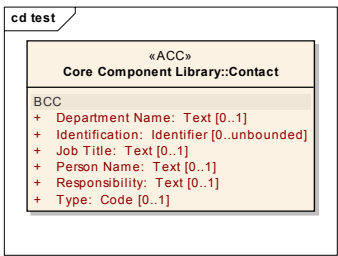 cd test
«ACC»
Core Component Library::Contact
BCC
+ Department Name: Text [0..1]
+ Identification: Identifier [0..unbounded]
+ Job Title: Text [0..1]
+ Person Name: Text [0..1]
+ Responsibility: Text [0..1]
+ Type: Code [0..1]